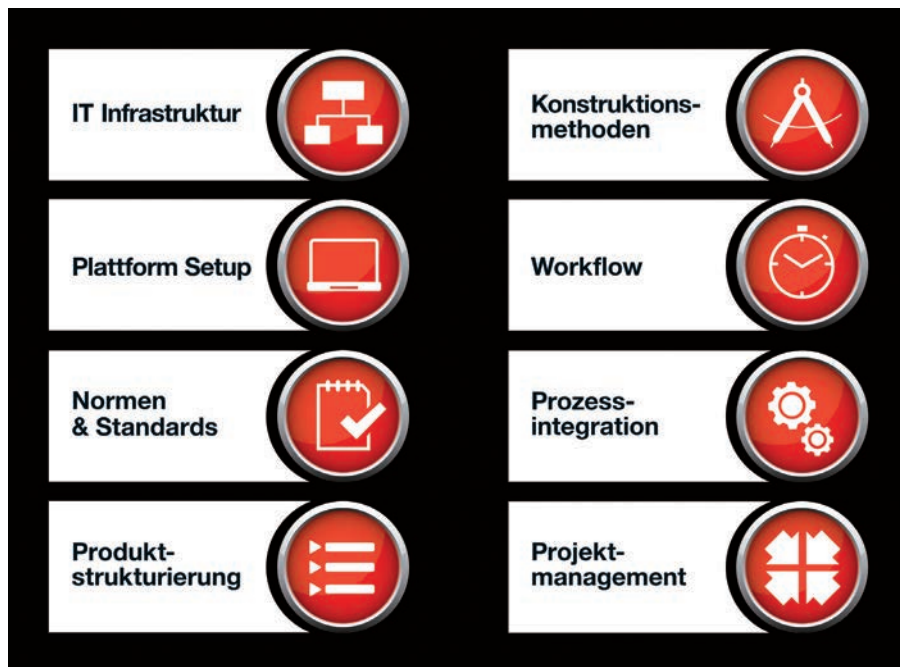 IT Infrastruktur
Plattform Setup
Normen
& Standards
Produkt-
strukturierung
Konstruktions-
methoden
Workflow
Prozess-
integration
Projekt-
management